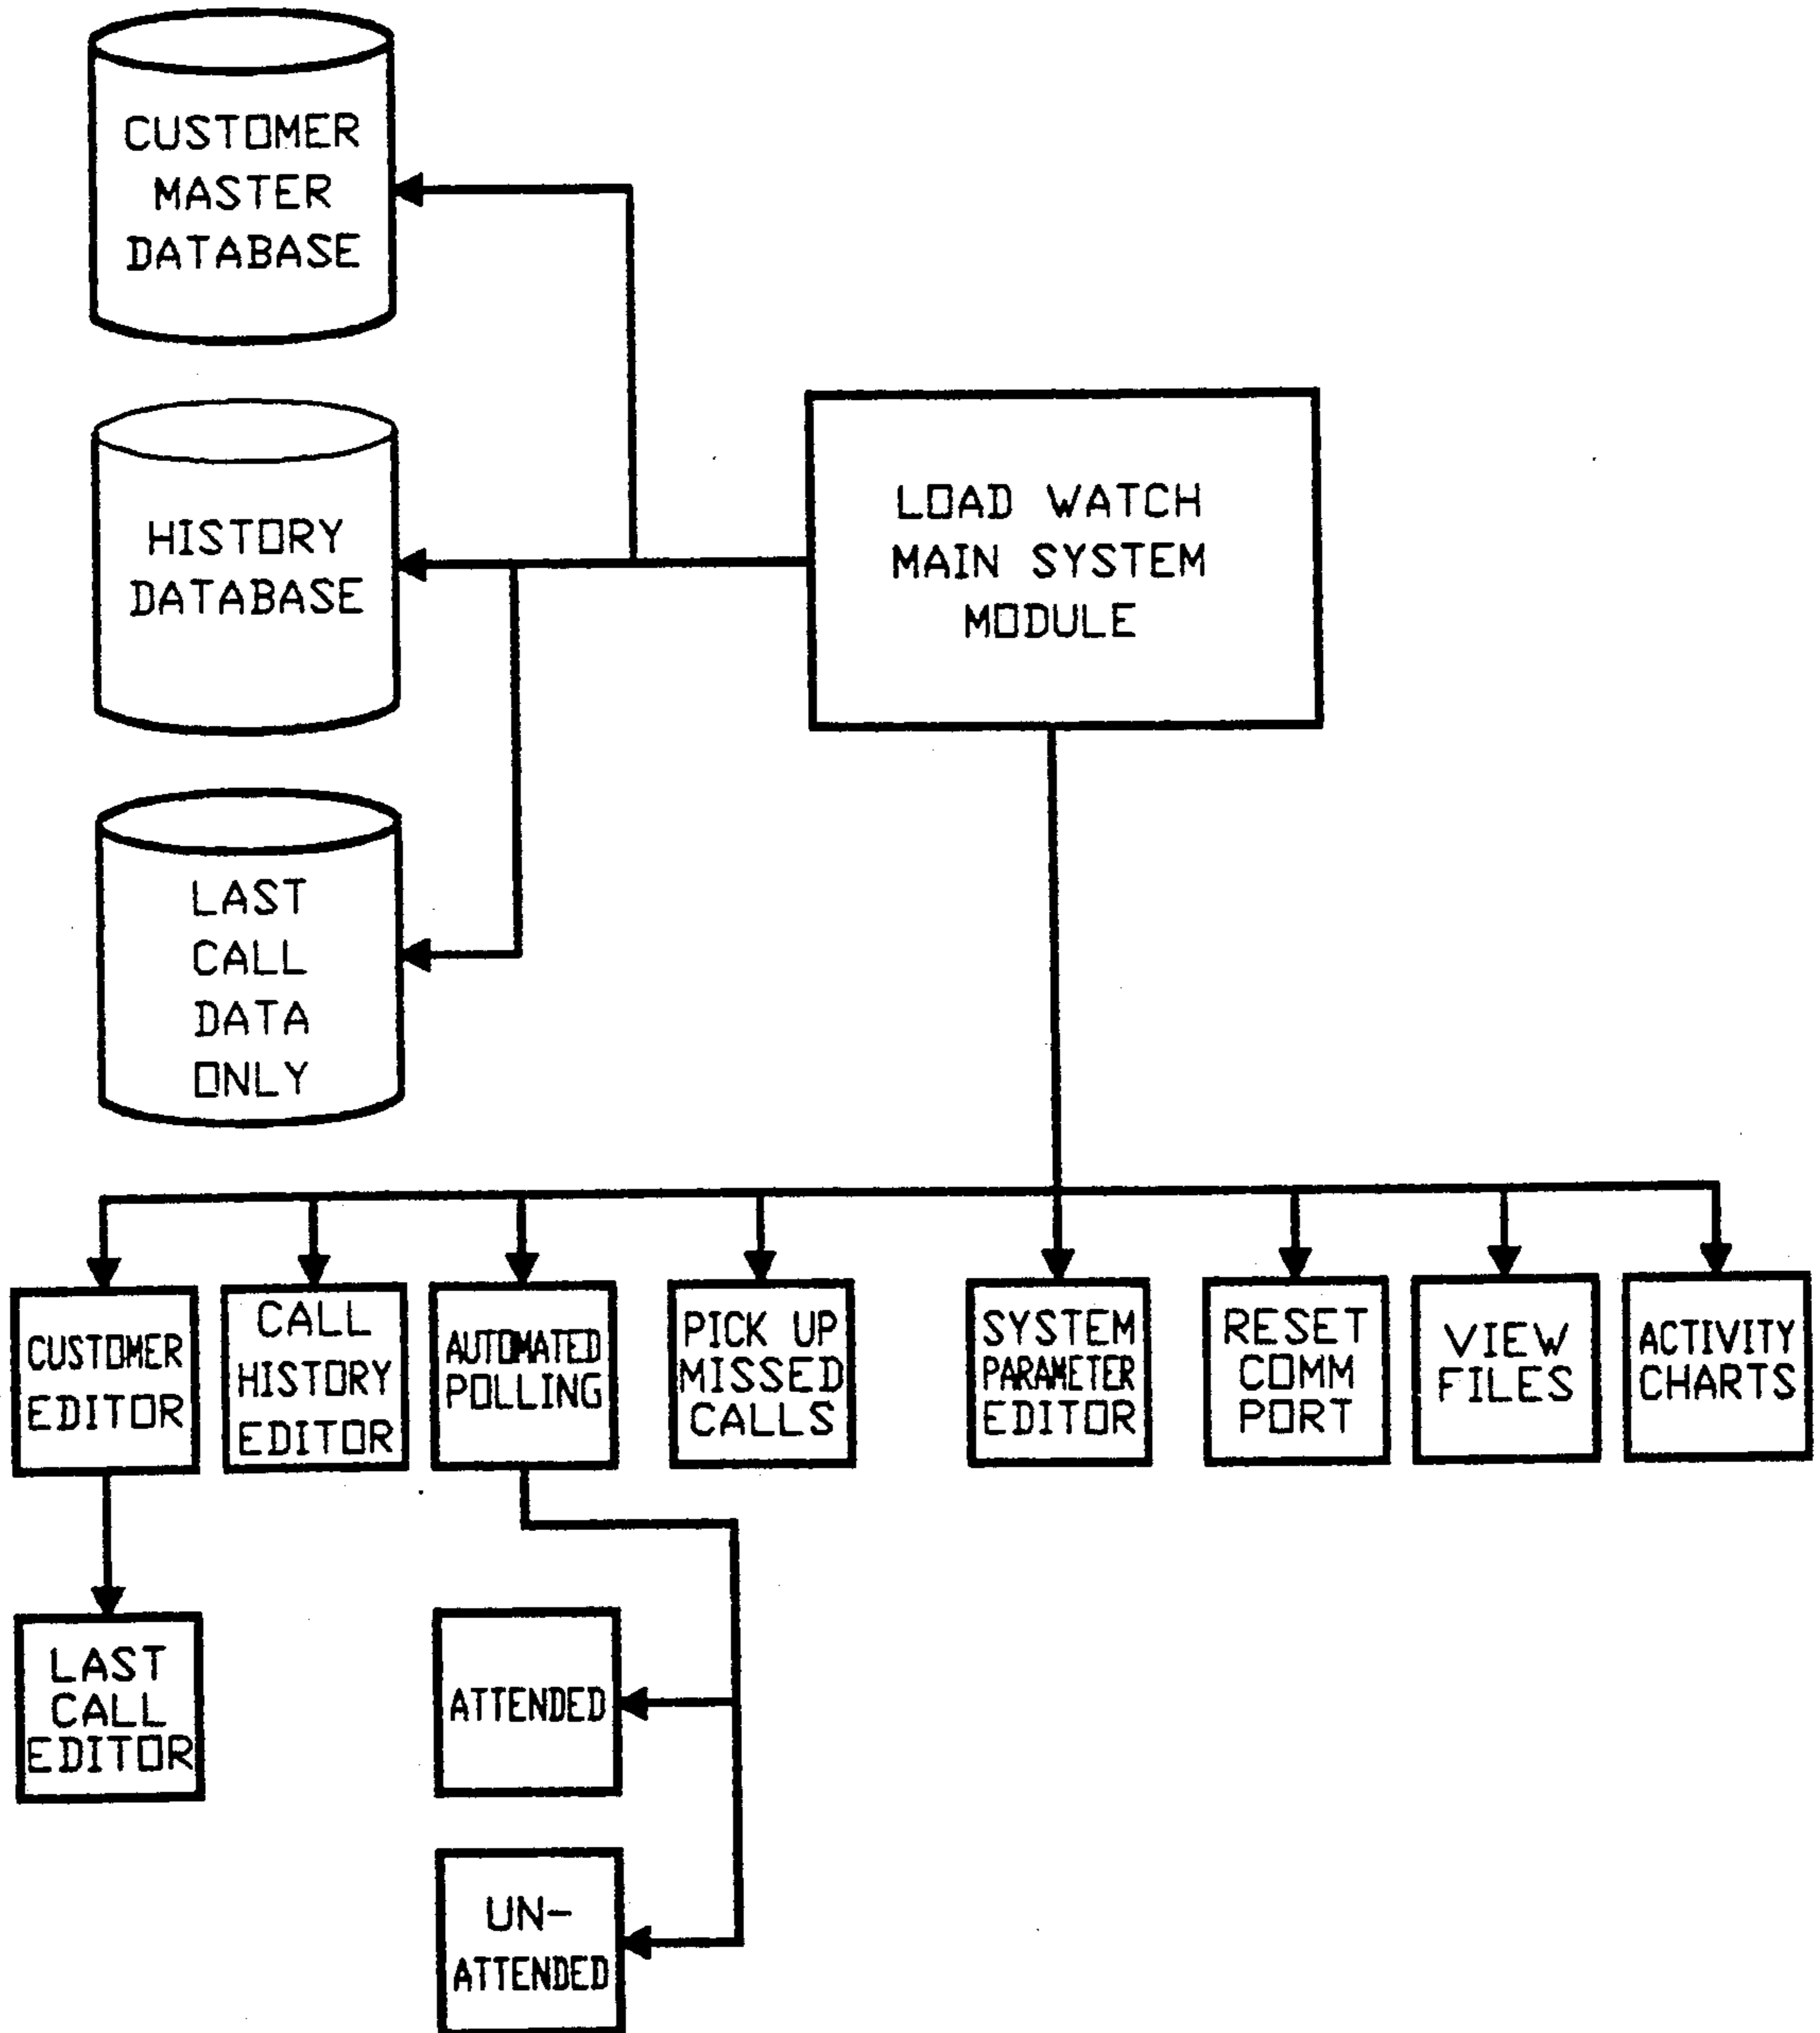 CUSTOMER
MASTER
DATABASE
HISTORY
DATABASE
LOAD WATCH
MAIN SYSTEM
MODULE
LAST
CALL
DATA
ONLY
CUSTOMER
EDITOR
CALL
HISTORY
EDITOR
AUTOMATED
POLLING
PICK UP
MISSED
CALLS
SYSTEM
PARAMETER
EDITOR
RESET
COMM
PORT
VIEW
FILES
ACTIVITY
CHARTS
LAST
CALL
EDITOR
ATTENDED
UN-
ATTENDED